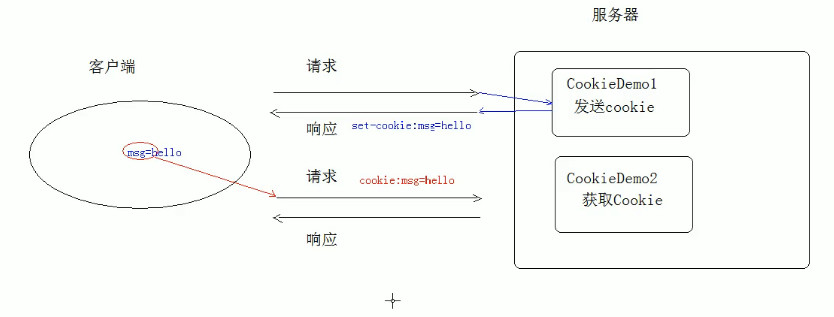 服务器
客户端
请求
CookieDemo1
发送cookie
响应
set-cookie:msg=hello
msg=hello
请求
cookie:msg=hello
CookieDemo2
获取Cookie
响应